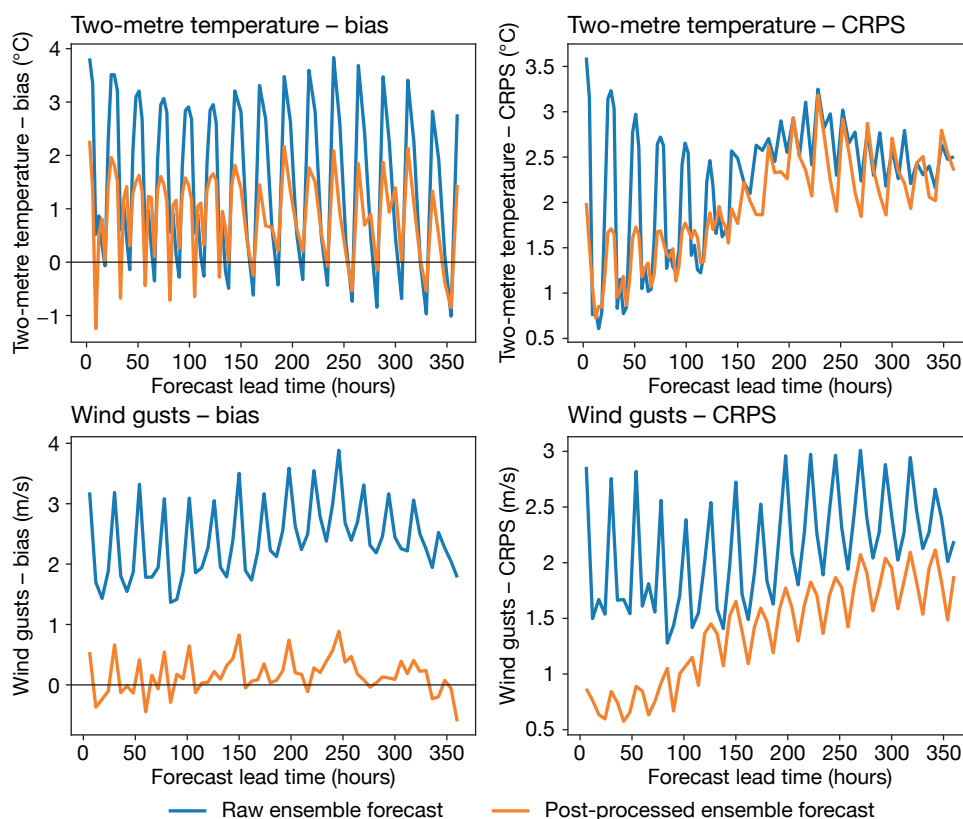 Two-metre temperature – bias
Two-metre temperature – bias (°C)
4
3
2
1
0
−1
0 50 100 150 200 250 300 350
Forecast lead time (hours)
Two-metre temperature – CRPS
Two-metre temperature – CRPS (°C)
3.5
3
2.5
2
1.5
1
0.5
0 50 100 150 200 250 300 350
Forecast lead time (hours)
Wind gusts – bias
Wind gusts – bias (m/s)
4
3
2
1
0
0 50 100 150 200 250 300 350
Forecast lead time (hours)
Wind gusts – CRPS
Wind gusts – CRPS (m/s)
3
2.5
2
1.5
1
0.5
0 50 100 150 200 250 300 350
Forecast lead time (hours)
Raw ensemble forecast
Post-processed ensemble forecast